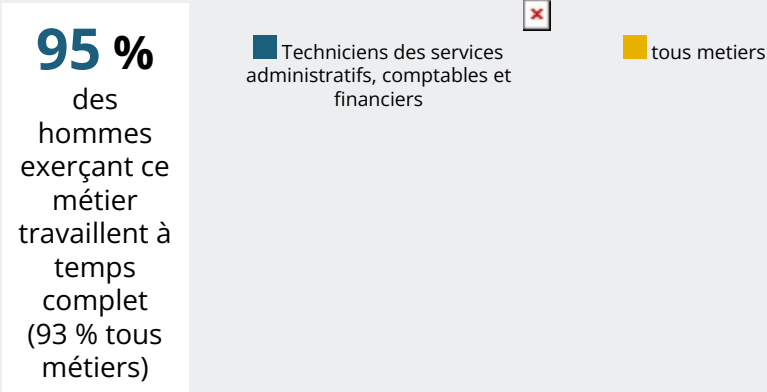 95 %
des
hommes
exerçant ce
métier
travaillent à
temps
complet
(93 % tous
métiers)
Techniciens des services
administratifs, comptables et
financiers
tous metiers